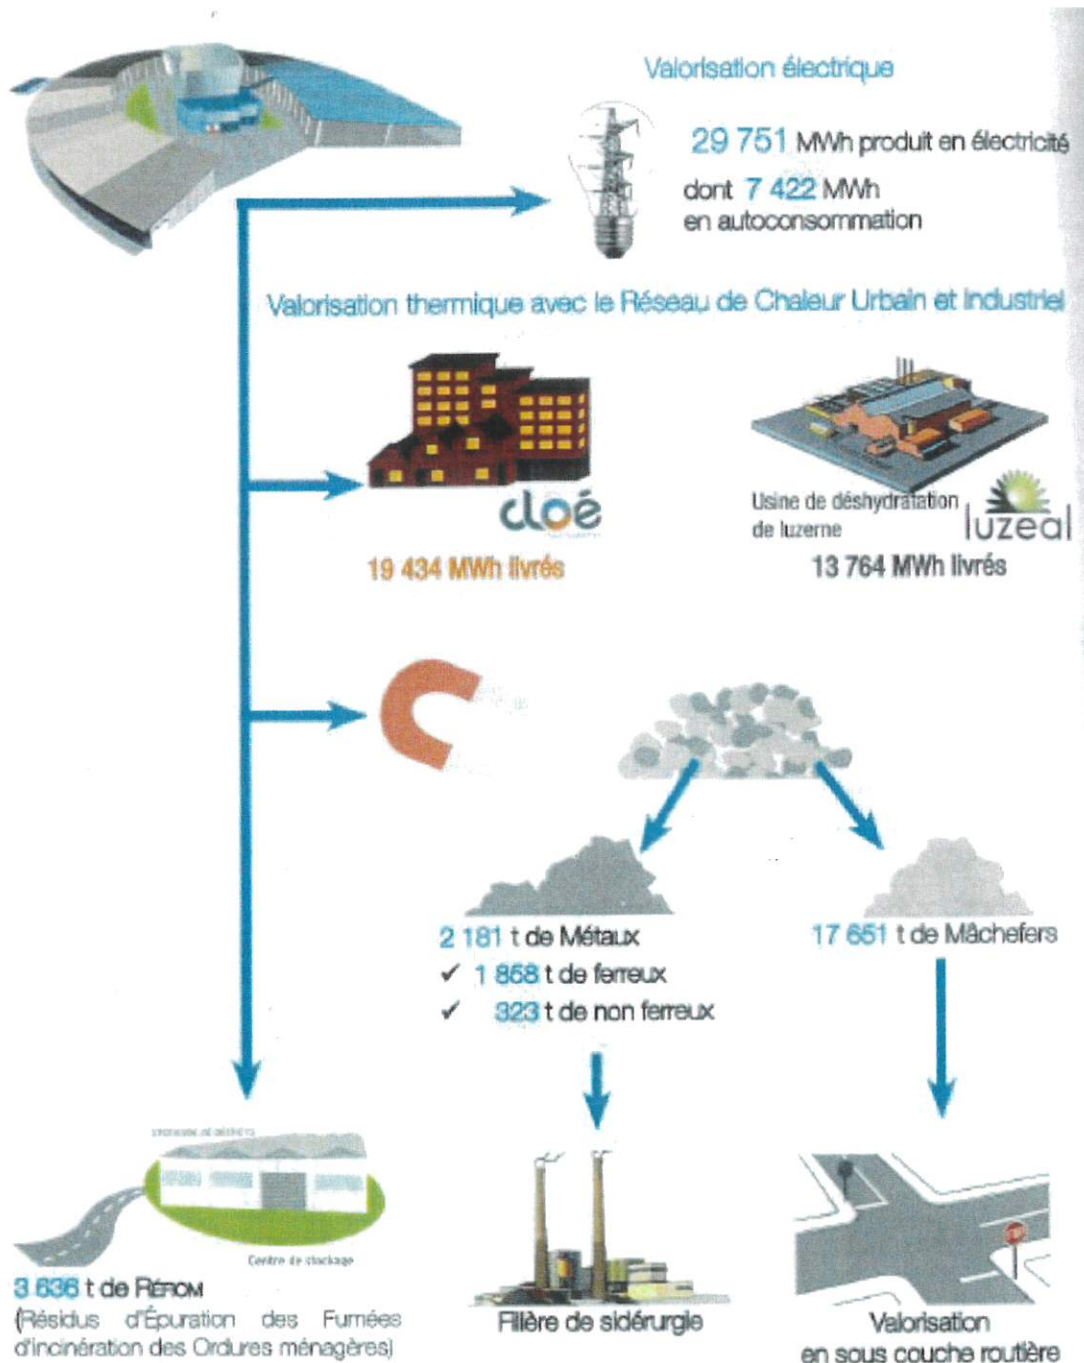 Valorisation électrique
29 751 MWh produit en électricité
dont 7 422 MWh
en autoconsommation
Valorisation thermique avec le Réseau de Chaleur Urbain et Industriel
cloé
19 434 MWh livrés
Usine de déshydratation
de luzerne
luzeal
13 764 MWh livrés
2 181 t de Métaux
✓ 1 858 t de ferreux
✓ 323 t de non ferreux
17 651 t de Mâchefers
Centre de stockage
3 636 t de RÉFIOM
(Résidus d'Épuration des Fumées
d'incinération des Ordures ménagères)
Filière de sidérurgie
STOP
Valorisation
en sous couche routière